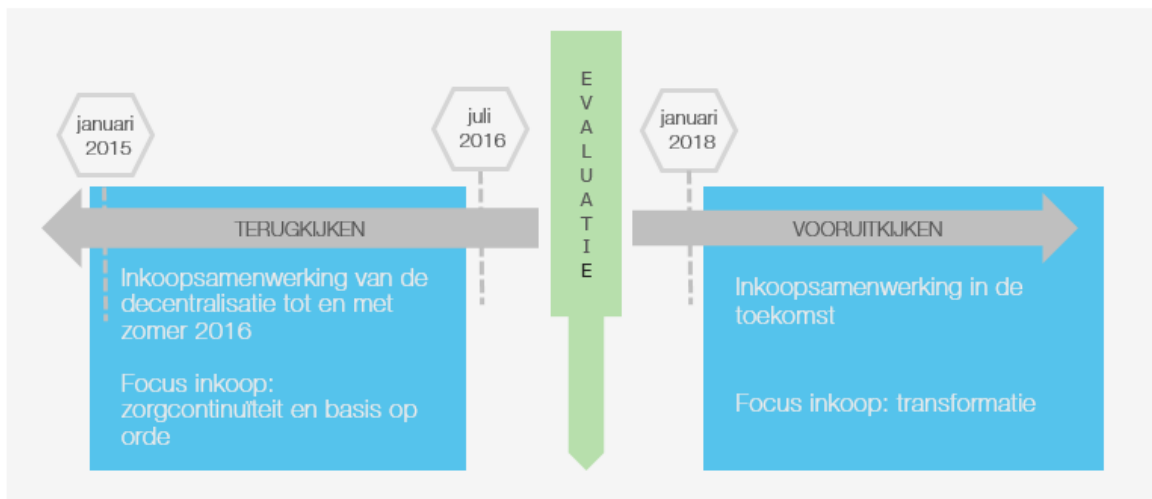 januari
2015
juli
2016
EVALUATIE
januari
2018
TERUGKIJKEN
Inkoopsamenwerking van de
decentralisatie tot en met
zomer 2016
Focus inkoop:
zorgcontinuïteit en basis op
orde
VOORUITKIJKEN
Inkoopsamenwerking in de
toekomst
Focus inkoop: transformatie